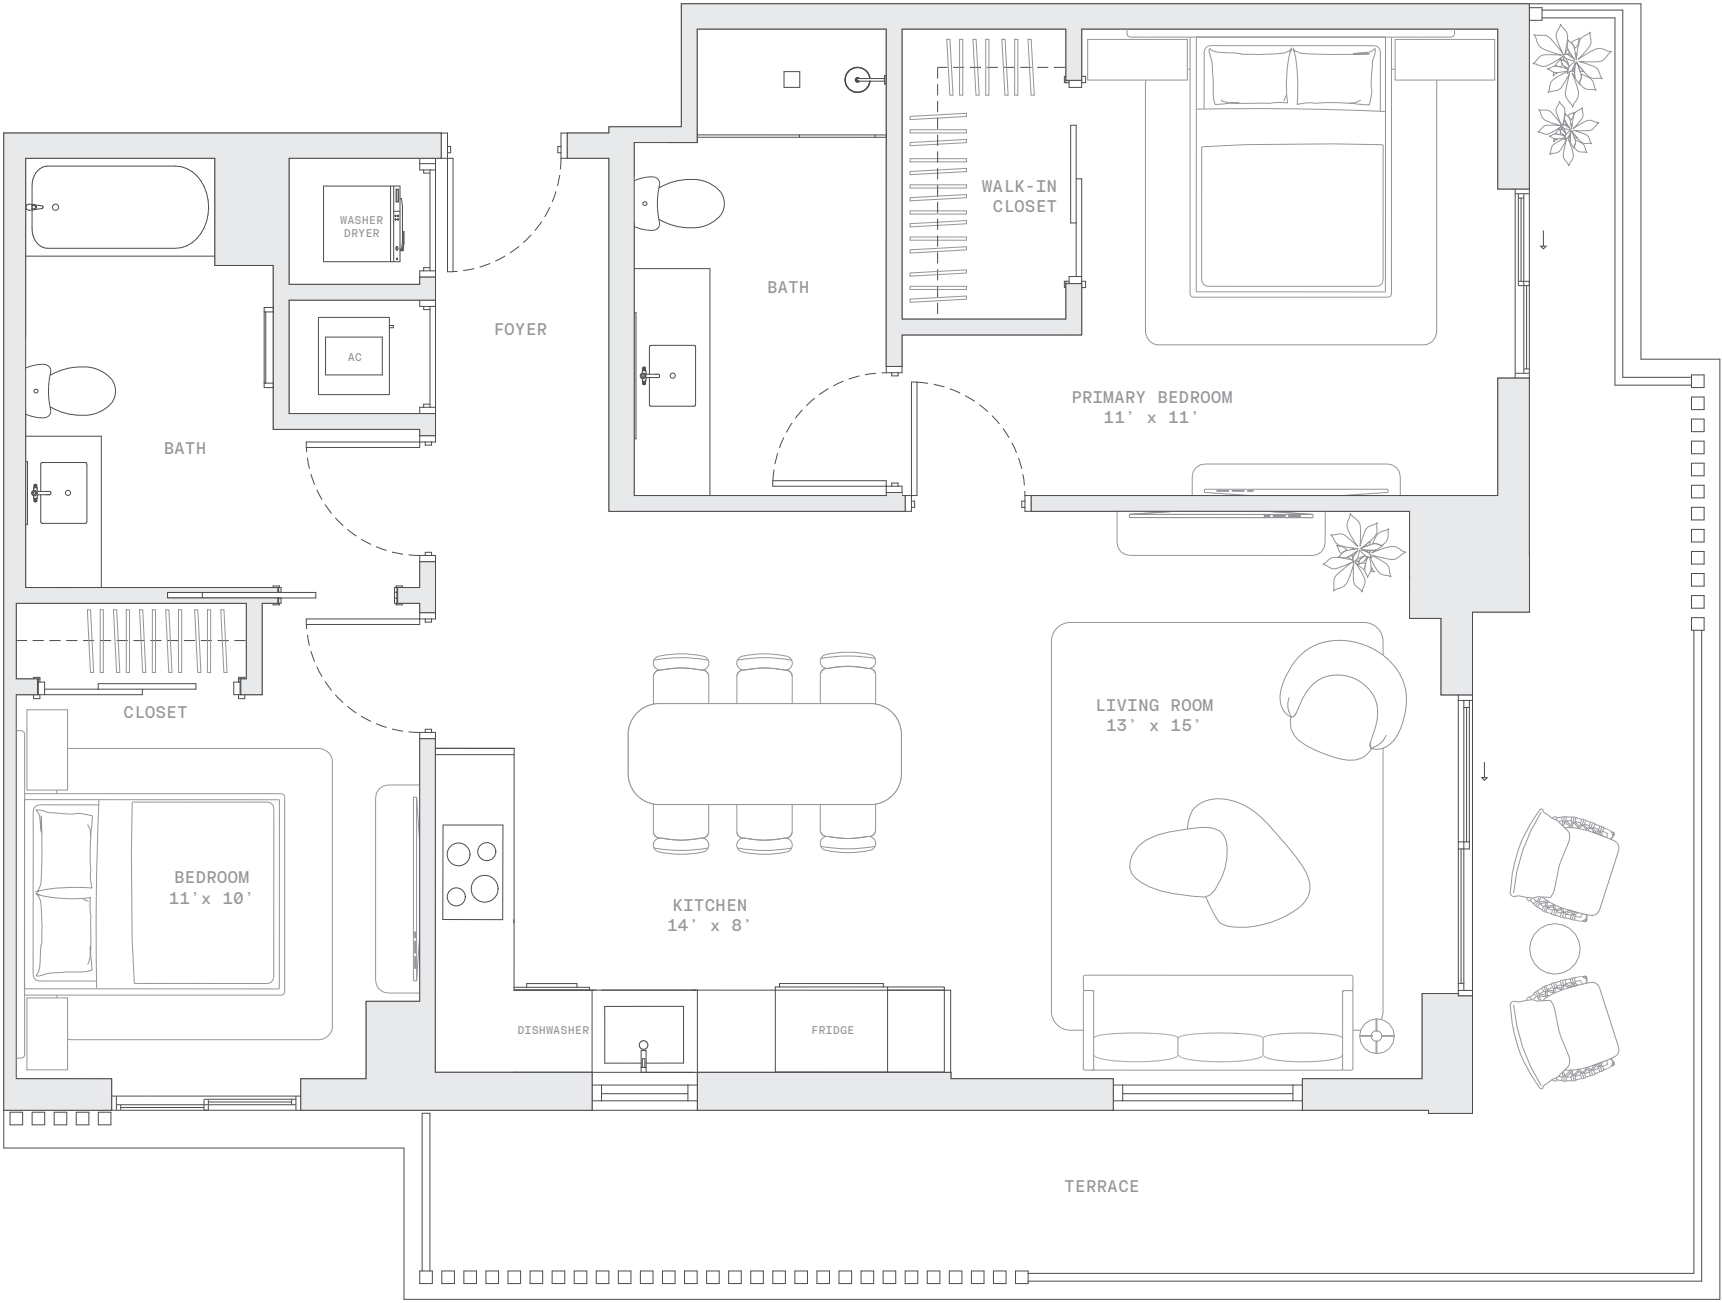 WALK-IN
CLOSET
WASHER
DRYER
BATH
FOYER
AC
PRIMARY BEDROOM
11' x 11'
BATH
CLOSET
LIVING ROOM
13' x 15'
BEDROOM
11'x 10'
KITCHEN
14' x 8'
DISHWASHER
FRIDGE
TERRACE